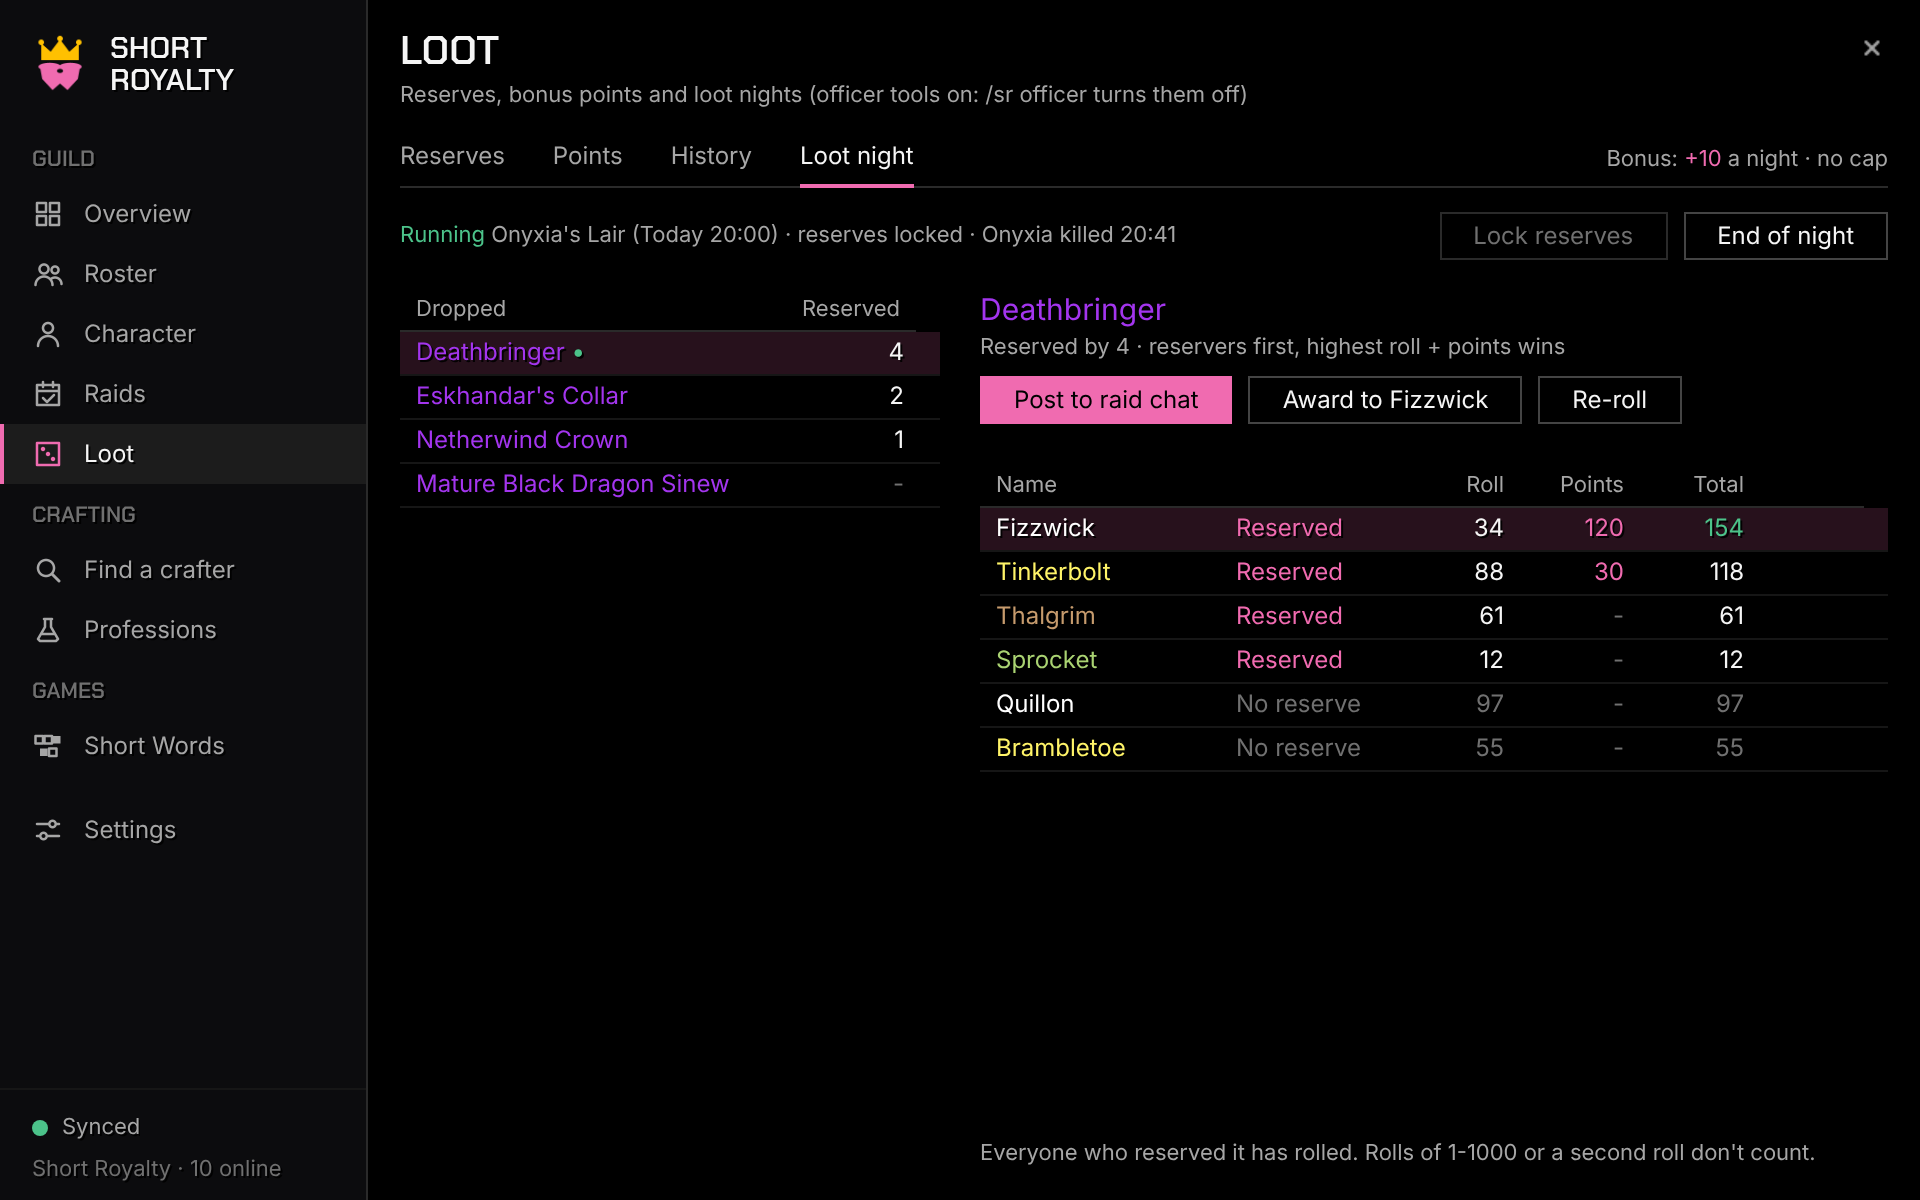 SHORT
ROYALTY
GUILD
Overview
Roster
Character
Raids
Loot
CRAFTING
Find a crafter
Professions
GAMES
Short Words
Settings
Synced
Short Royalty · 10 online
LOOT
Reserves, bonus points and loot nights (officer tools on: /sr officer turns them off)
Reserves Points History Loot night
Bonus: +10 a night · no cap
Running Onyxia's Lair (Today 20:00) · reserves locked · Onyxia killed 20:41
Lock reserves End of night
Dropped Reserved
Deathbringer • 4
Eskhandar's Collar 2
Netherwind Crown 1
Mature Black Dragon Sinew -
Deathbringer
Reserved by 4 · reservers first, highest roll + points wins
Post to raid chat Award to Fizzwick Re-roll
Name Roll Points Total
Fizzwick Reserved 34 120 154
Tinkerbolt Reserved 88 30 118
Thalgrim Reserved 61 - 61
Sprocket Reserved 12 - 12
Quillon No reserve 97 - 97
Brambletoe No reserve 55 - 55
Everyone who reserved it has rolled. Rolls of 1-1000 or a second roll don't count.